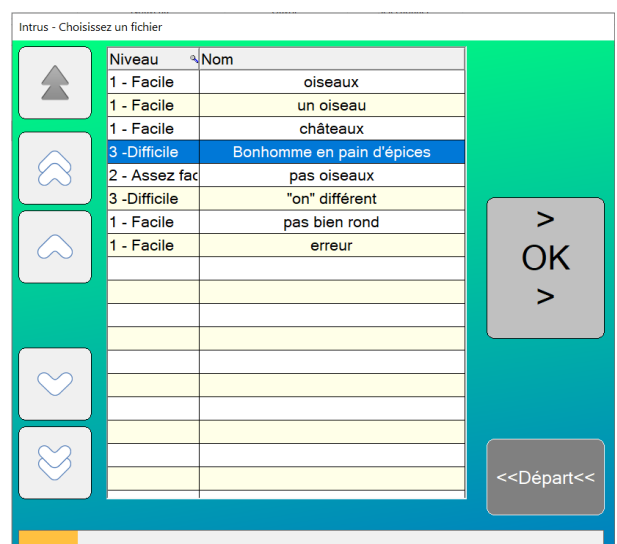 Intrus - Choisissez un fichier
Niveau Nom
1 - Facile oiseaux
1 - Facile un oiseau
1 - Facile châteaux
3 -Difficile Bonhomme en pain d'épices
2 - Assez fac pas oiseaux
3 -Difficile "on" différent
1 - Facile pas bien rond
1 - Facile erreur
>
OK
>
<<Départ<<